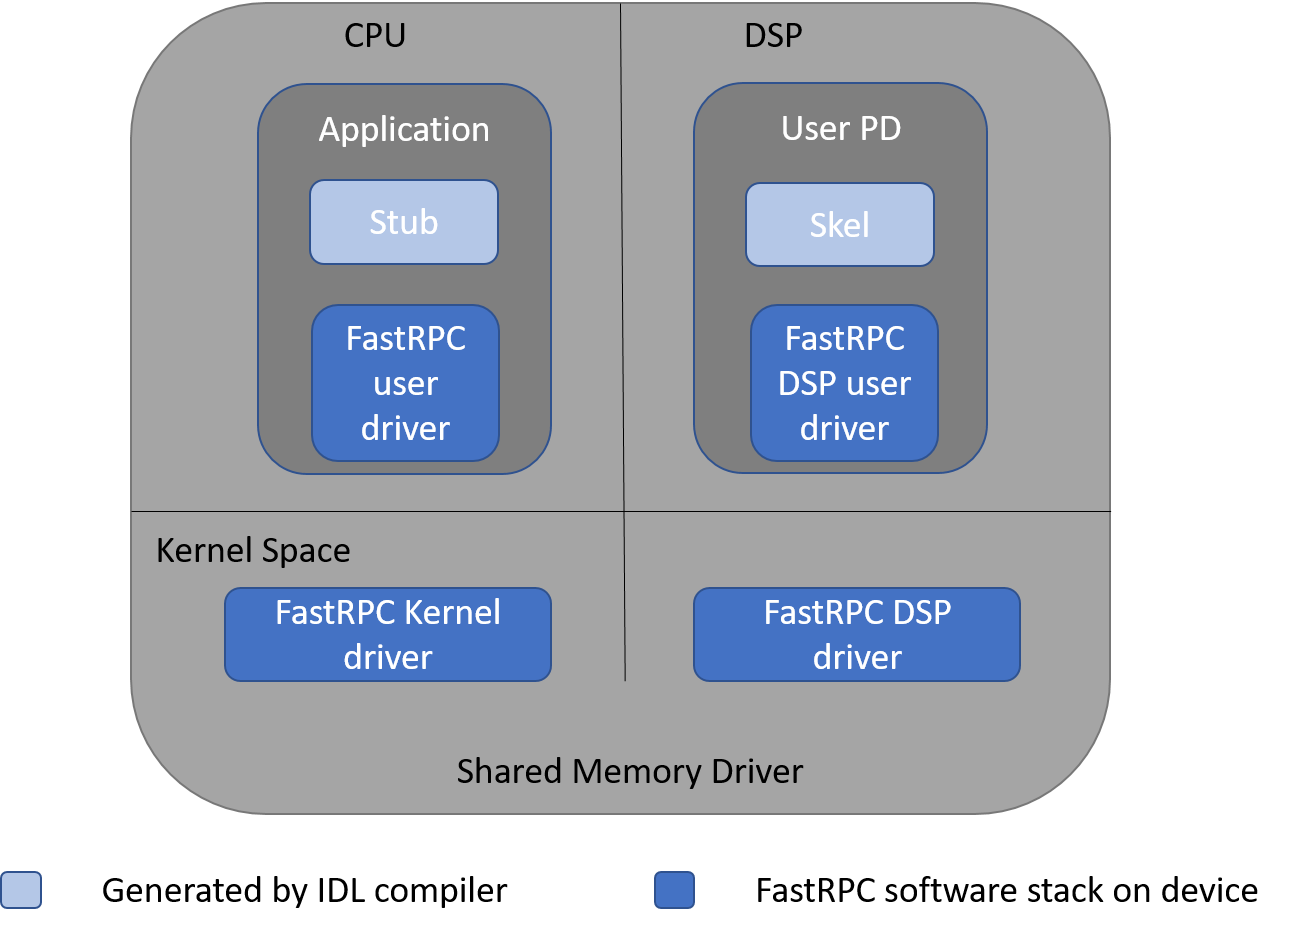 CPU
DSP
Application
Stub
FastRPC
user
driver
User PD
Skel
FastRPC
DSP user
driver
Kernel Space
FastRPC Kernel
driver
FastRPC DSP
driver
Shared Memory Driver
Generated by IDL compiler
FastRPC software stack on device